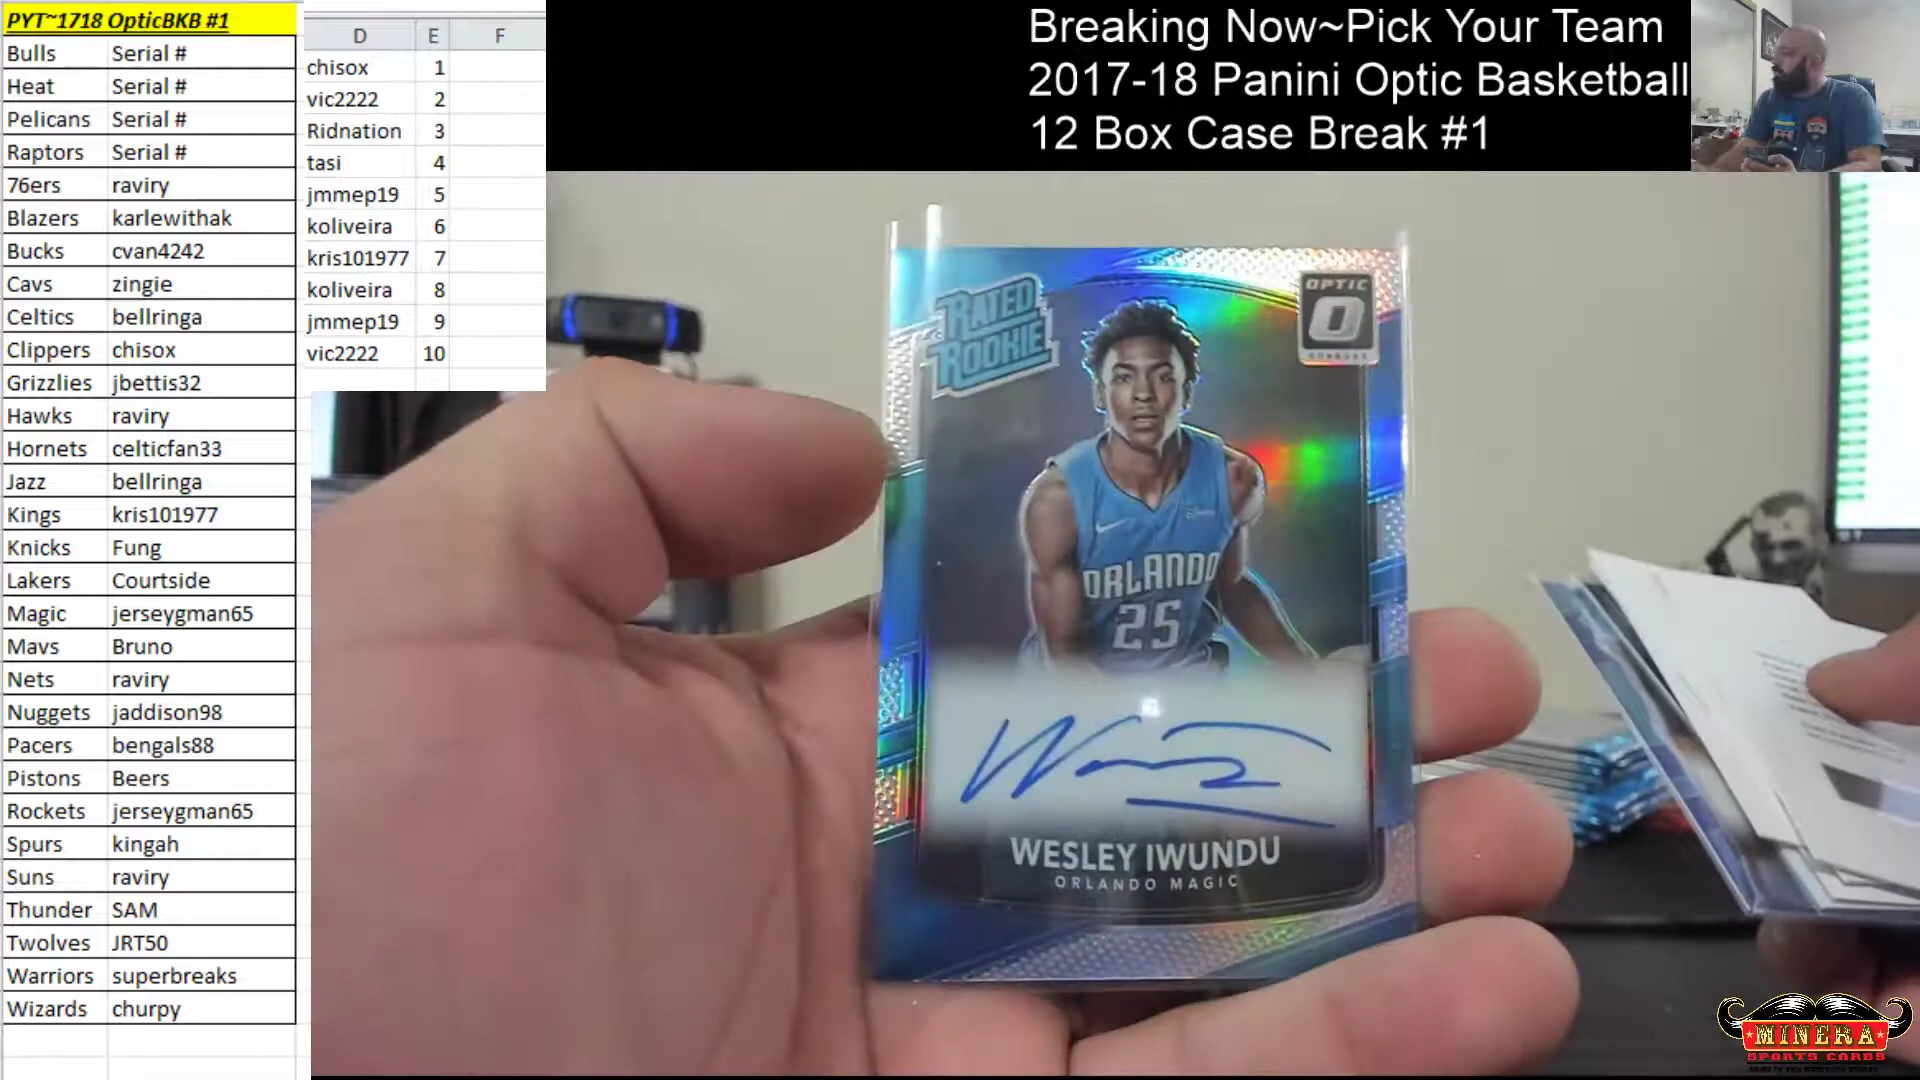 PYT~1718 OpticBKB #1
Bulls Serial #
Heat Serial #
Pelicans Serial #
Raptors Serial #
76ers raviry
Blazers karlewithak
Bucks cvan4242
Cavs zingie
Celtics bellringa
Clippers chisox
Grizzlies jbettis32
Hawks raviry
Hornets celticfan33
Jazz bellringa
Kings kris101977
Knicks Fung
Lakers Courtside
Magic jerseygman65
Mavs Bruno
Nets raviry
Nuggets jaddison98
Pacers bengals88
Pistons Beers
Rockets jerseygman65
Spurs kingah
Suns raviry
Thunder SAM
Twolves JRT50
Warriors superbreaks
Wizards churpy
D E F
chisox 1
vic2222 2
Ridnation 3
tasi 4
jmmep19 5
koliveira 6
kris101977 7
koliveira 8
jmmep19 9
vic2222 10
Breaking Now~Pick Your Team
2017-18 Panini Optic Basketball
12 Box Case Break #1
RATED
ROOKIE
OPTIC
O
DONRUSS
ORLANDO
25
WESLEY IWUNDU
ORLANDO MAGIC
MINERA
SPORTS CARDS